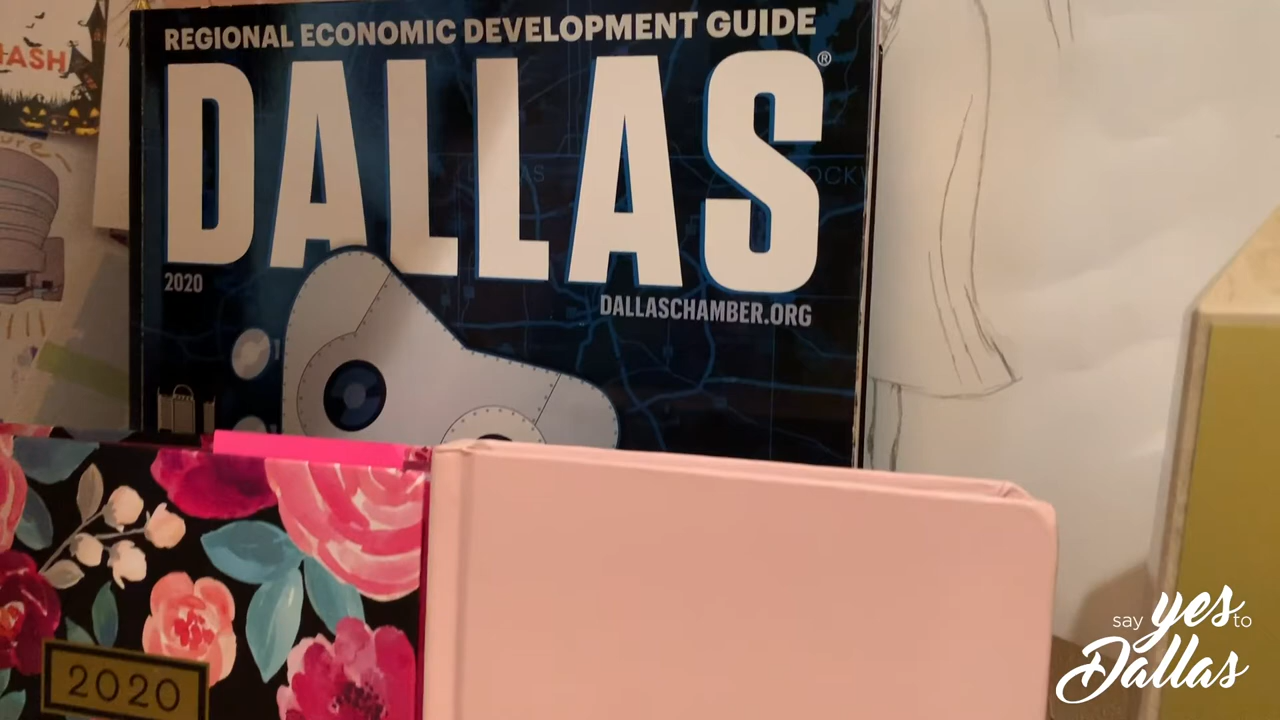 REGIONAL ECONOMIC DEVELOPMENT GUIDE
DALLAS®
2020
DALLASCHAMBER.ORG
2020
say yes to
Dallas